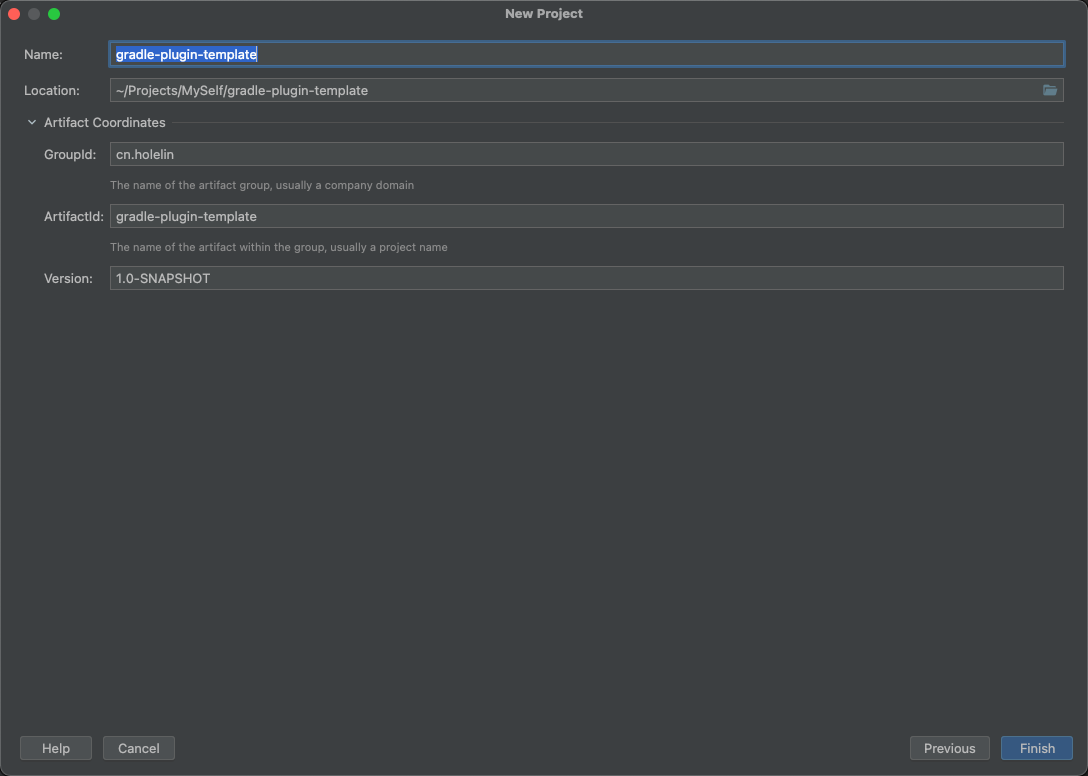 New Project
Name: gradle-plugin-template
Location: ~/Projects/MySelf/gradle-plugin-template
Artifact Coordinates
GroupId: cn.holelin
The name of the artifact group, usually a company domain
ArtifactId: gradle-plugin-template
The name of the artifact within the group, usually a project name
Version: 1.0-SNAPSHOT
Help Cancel Previous Finish